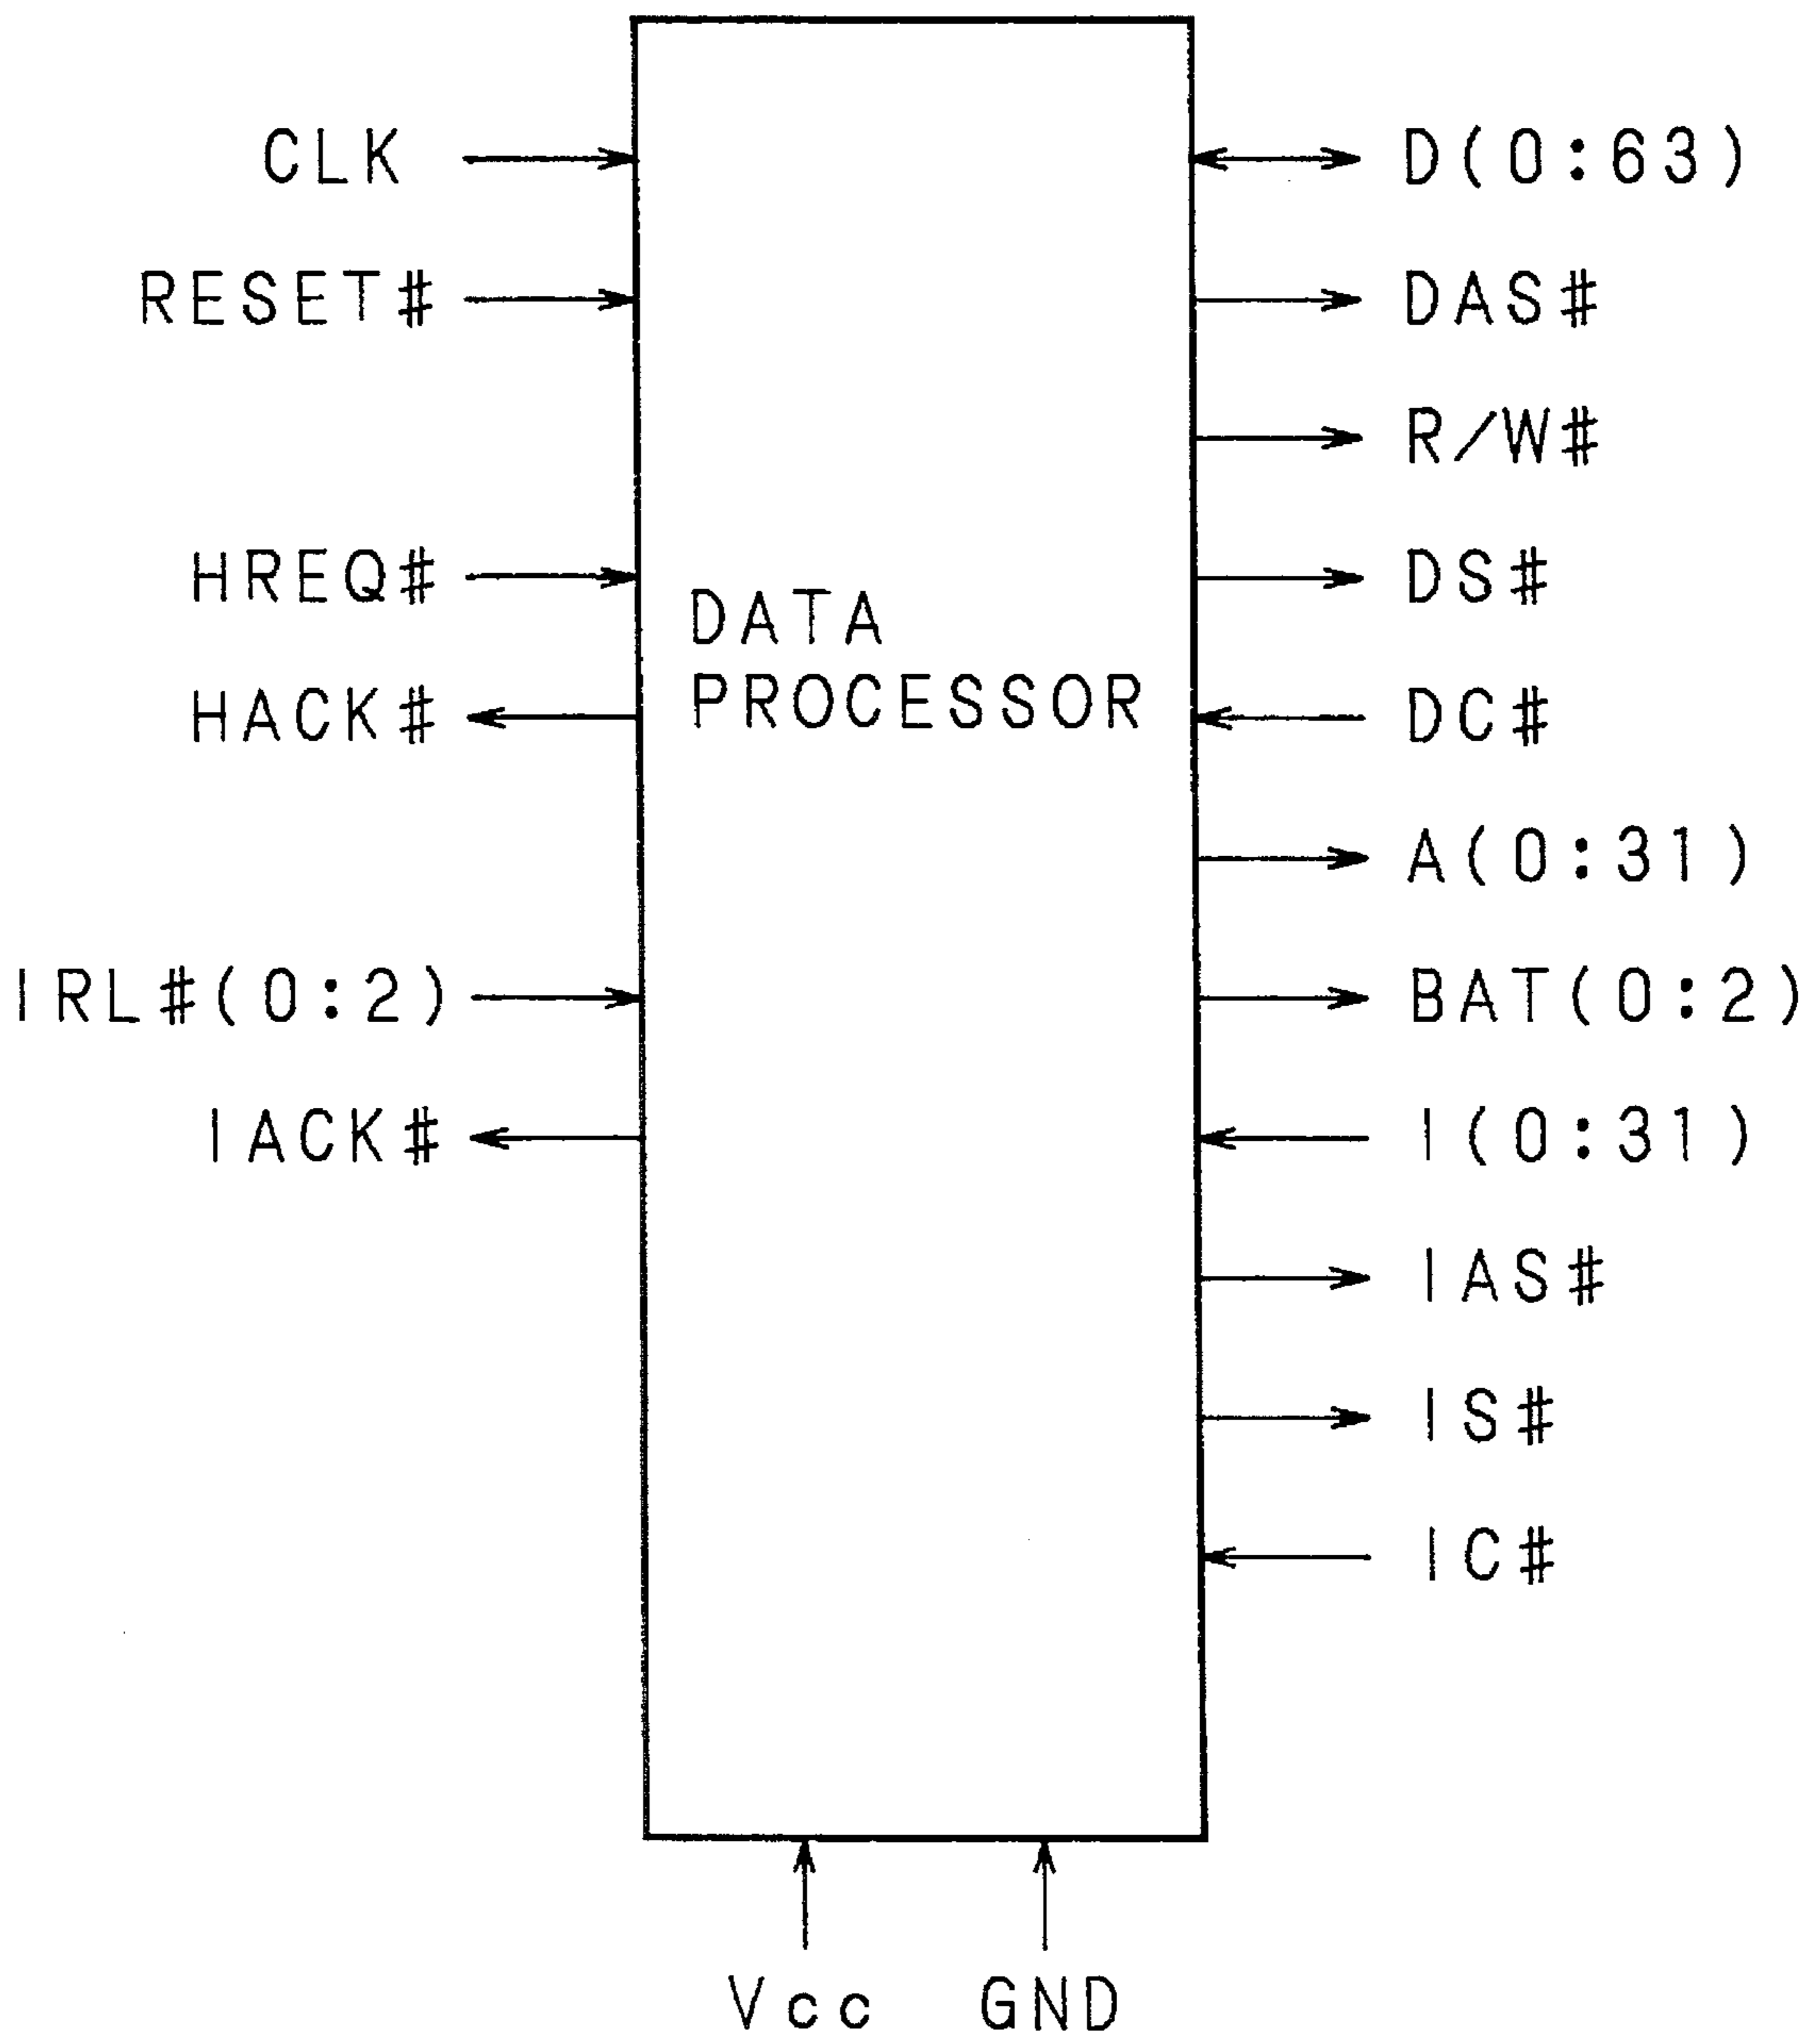 CLK
D(0:63)
RESET#
DAS#
R/W#
HREQ#
DS#
DATA
PROCESSOR
HACK#
DC#
A(0:31)
IRL#(0:2)
BAT(0:2)
IACK#
I(0:31)
IAS#
IS#
IC#
Vcc
GND